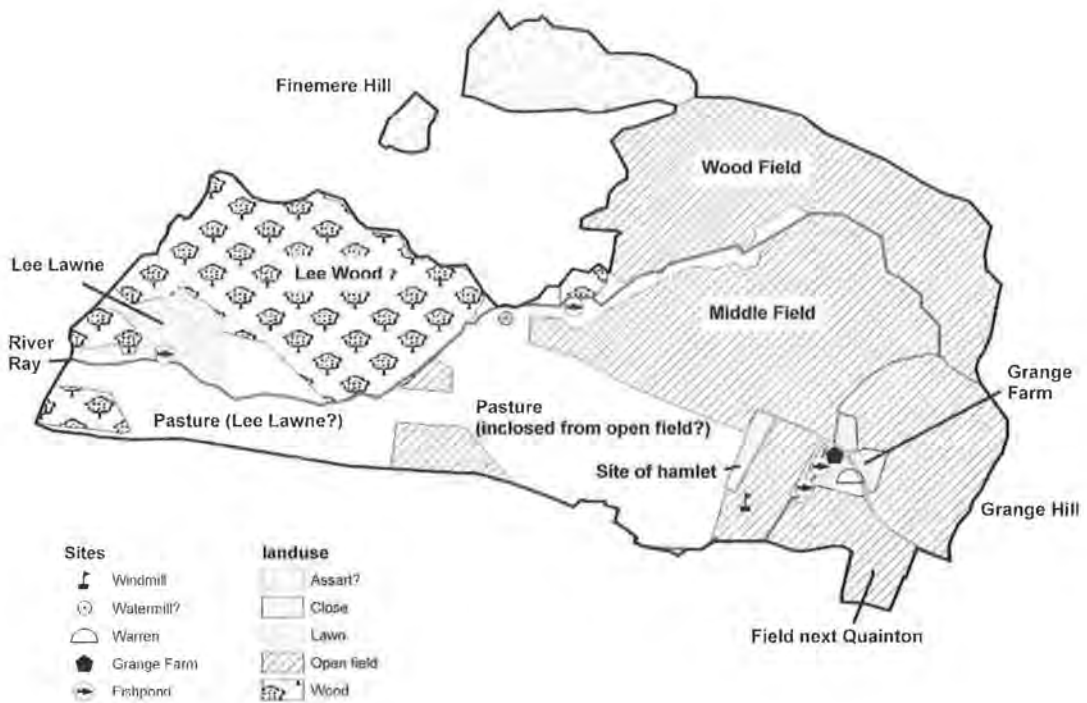 Finemere Hill
Wood Field
Lee Lawne
Lee Wood ?
Middle Field
River
Ray
Grange
Farm
Pasture (Lee Lawne?)
Pasture
(inclosed from open field?)
Site of hamlet
Grange Hill
Field next Quainton
Sites
Windmill
Watermill?
Warren
Grange Farm
Fishpond
landuse
Assart?
Close
Lawn
Open field
Wood